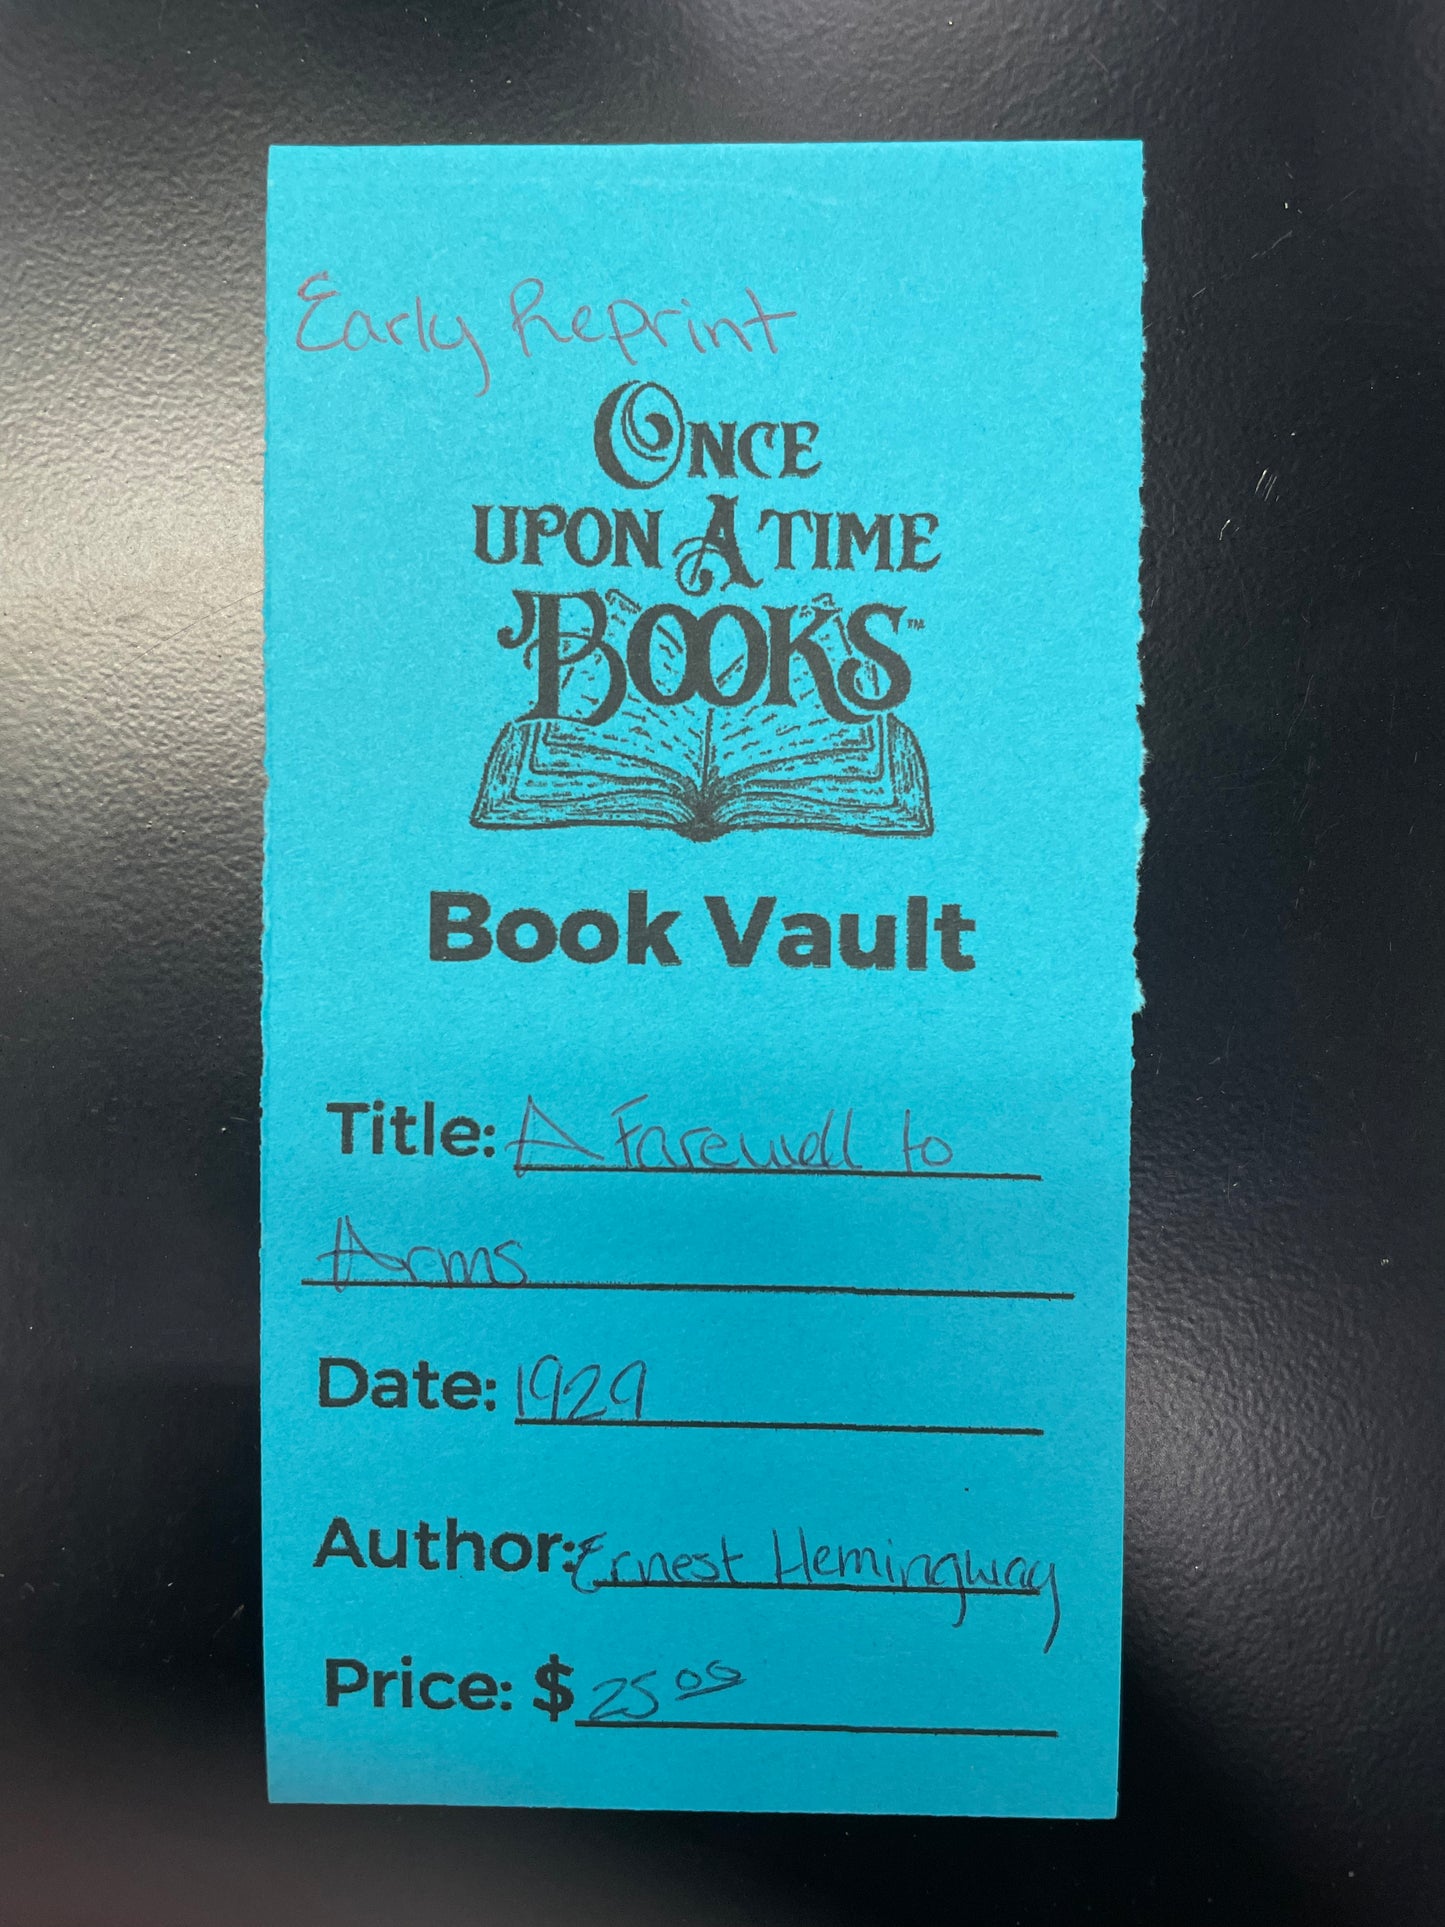 Early Reprint
ONCE
UPON A TIME
BOOKS™
Book Vault
Title: A Farewell to
Arms
Date: 1929
Author: Ernest Hemingway
Price: $ 25 00